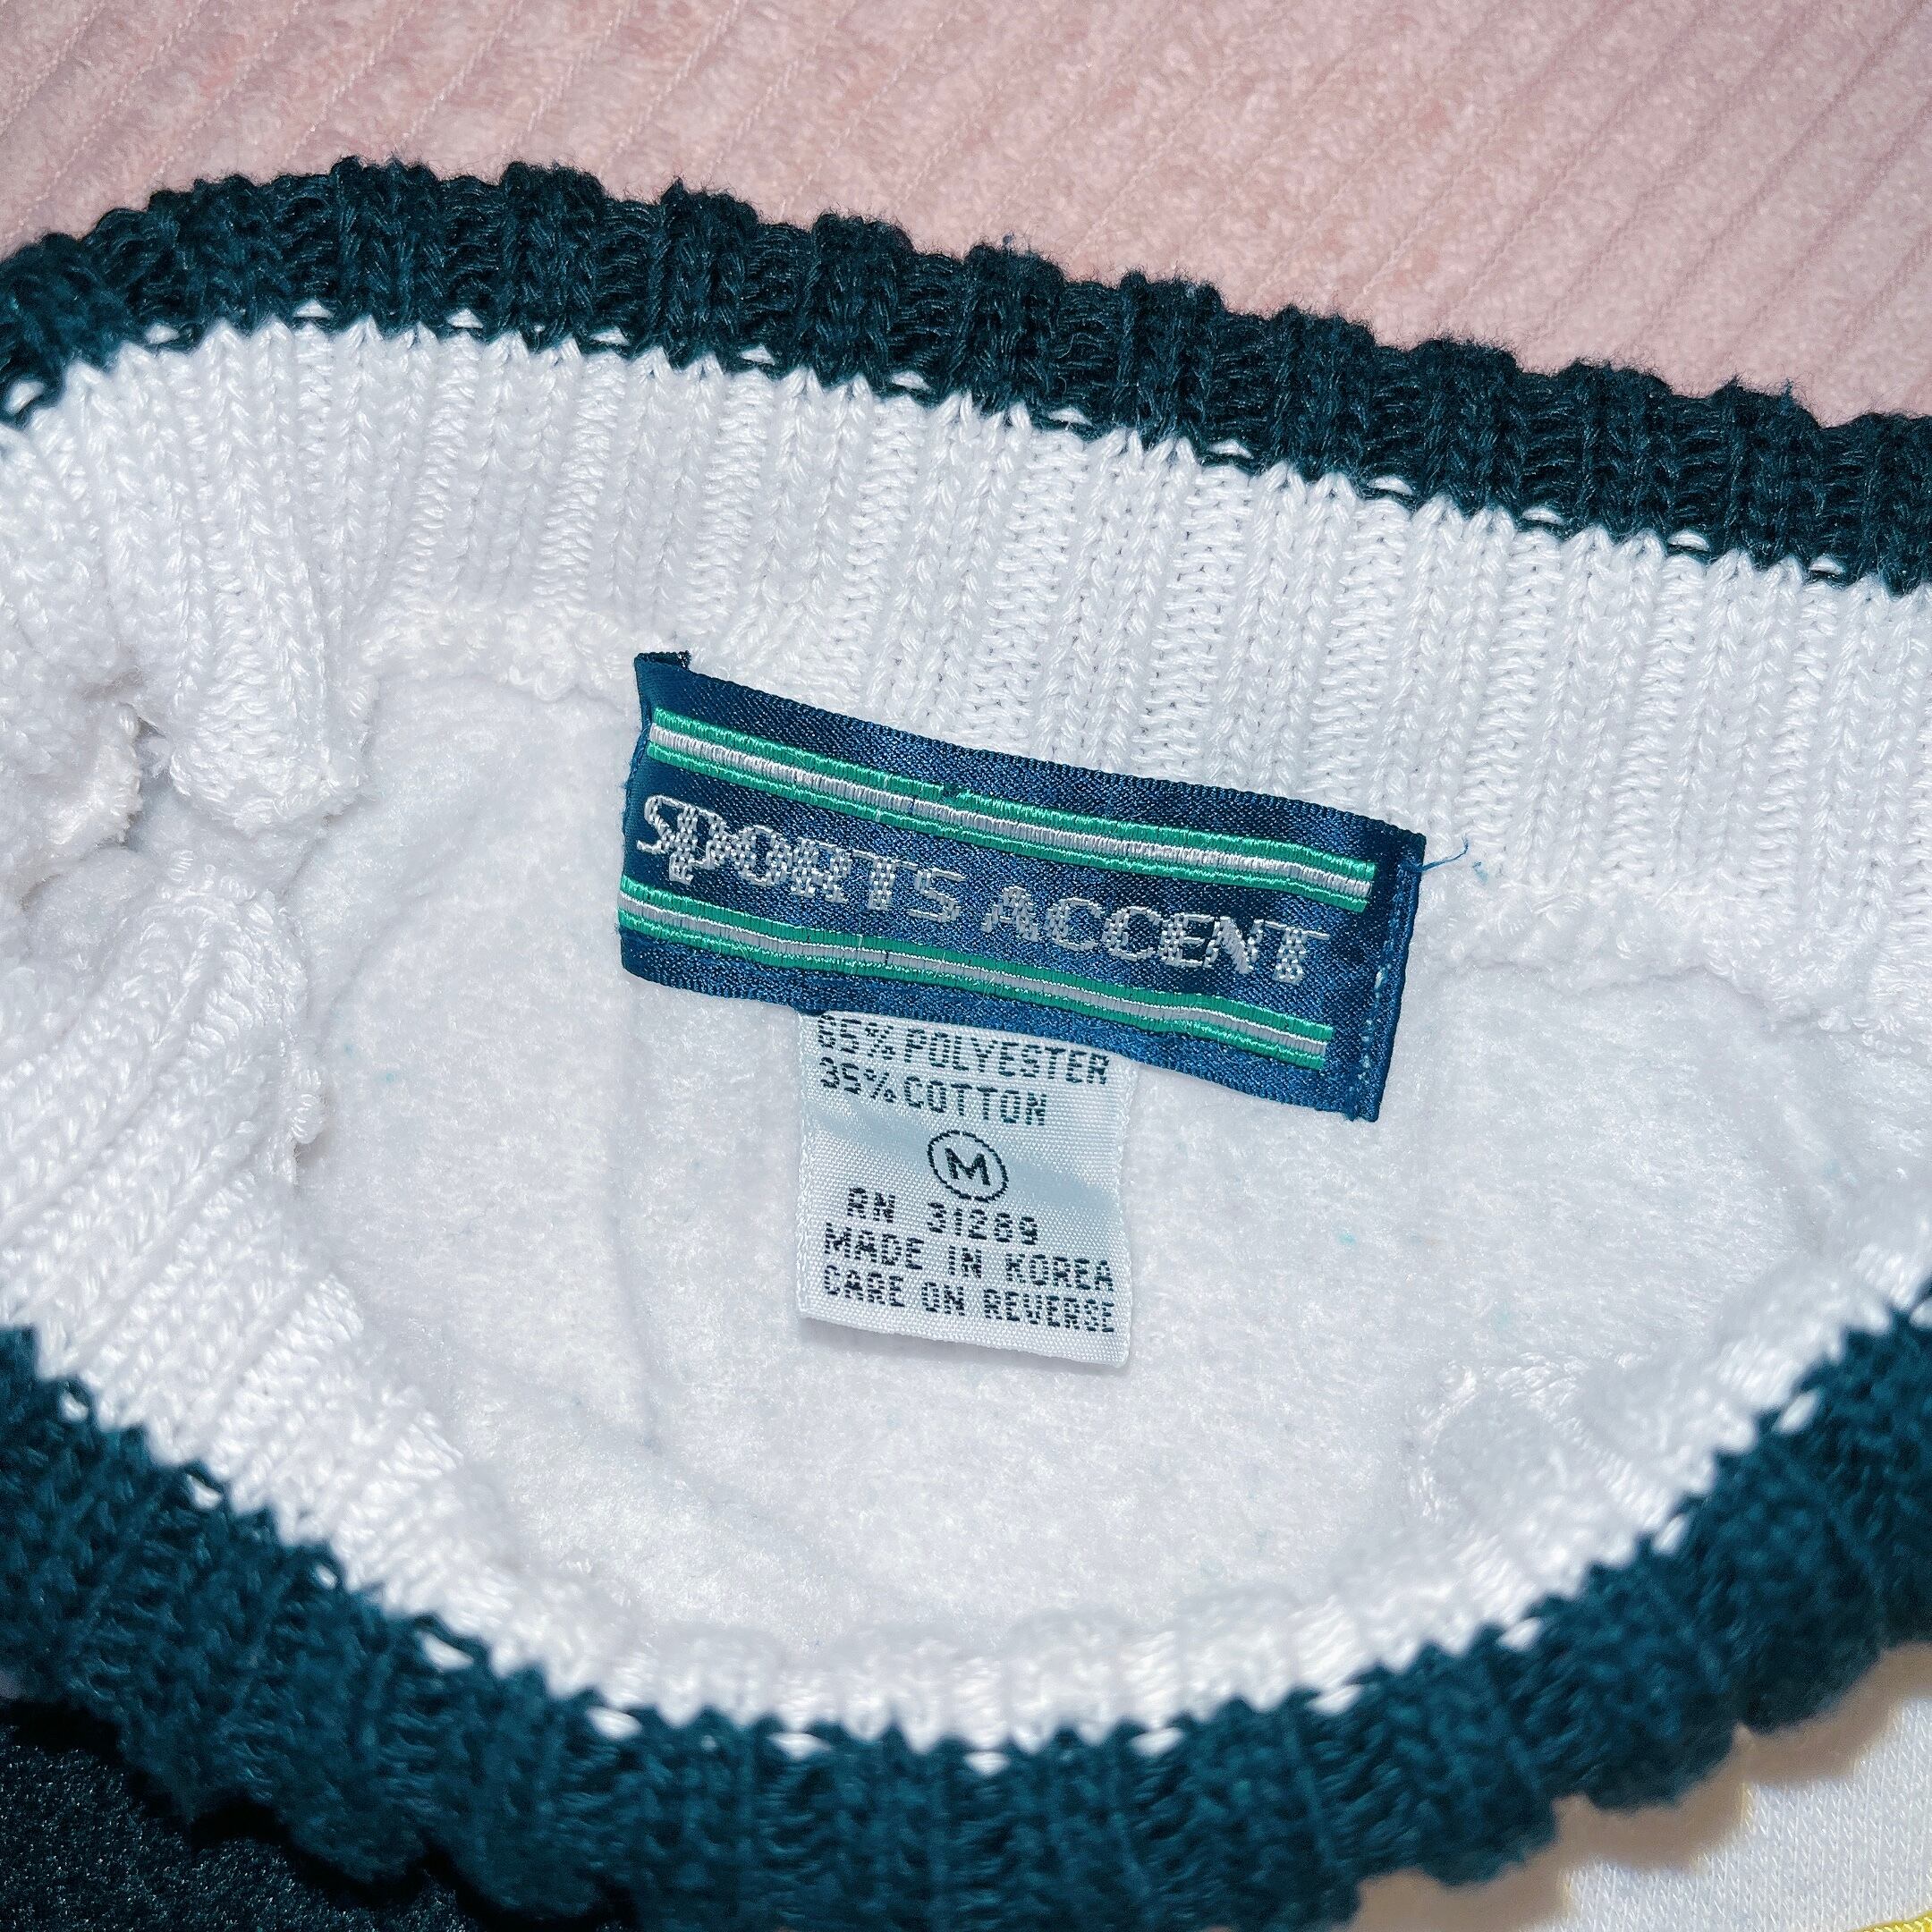 SPORTS ACCENT
65% POLYESTER
35% COTTON
M
RN 31289
MADE IN KOREA
CARE ON REVERSE